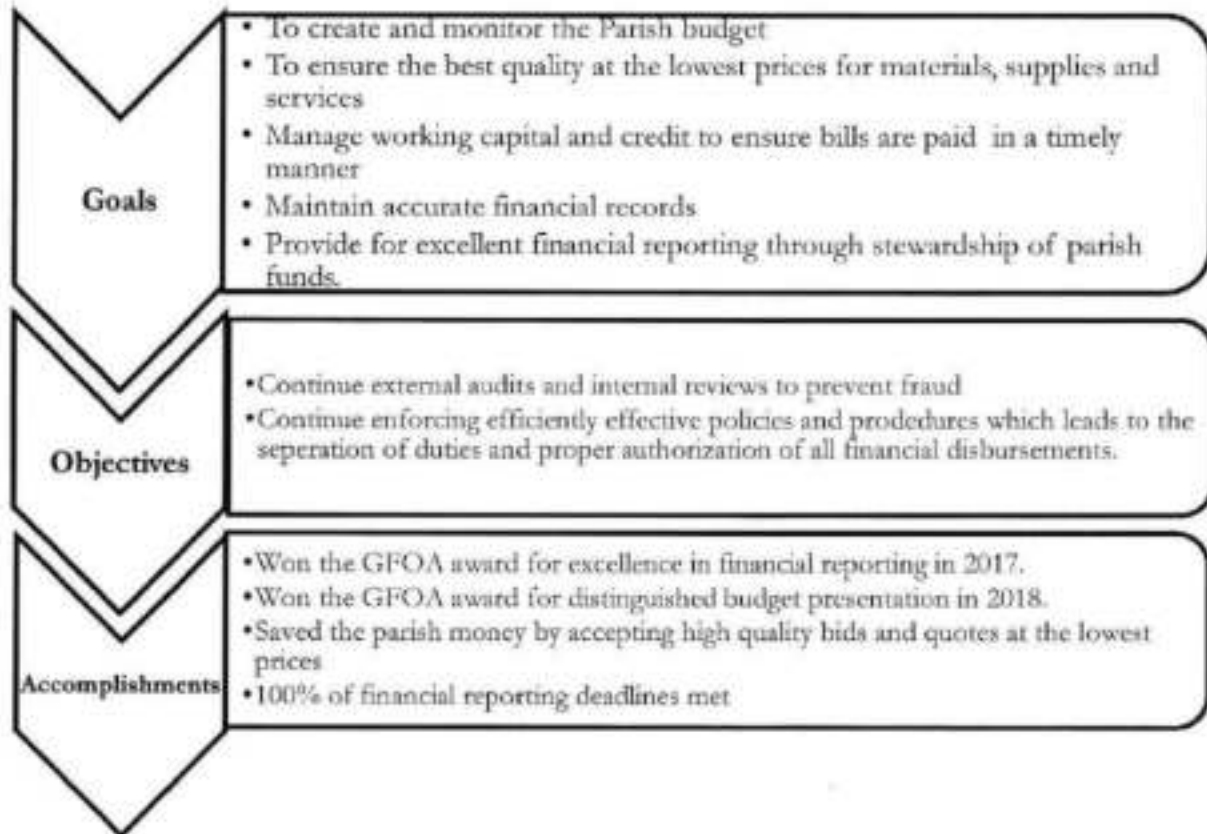 • To create and monitor the Parish budget
• To ensure the best quality at the lowest prices for materials, supplies and
services
• Manage working capital and credit to ensure bills are paid in a timely
manner
Goals
• Maintain accurate financial records
• Provide for excellent financial reporting through stewardship of parish
funds.
•Continue external audits and internal reviews to prevent fraud
•Continue enforcing efficiently effective policies and prodedures which leads to the
seperation of duties and proper authorization of all financial disbursements.
Objectives
•Won the GFOA award for excellence in financial reporting in 2017.
•Won the GFOA award for distinguished budget presentation in 2018.
•Saved the parish money by accepting high quality bids and quotes at the lowest
prices
Accomplishments
•100% of financial reporting deadlines met